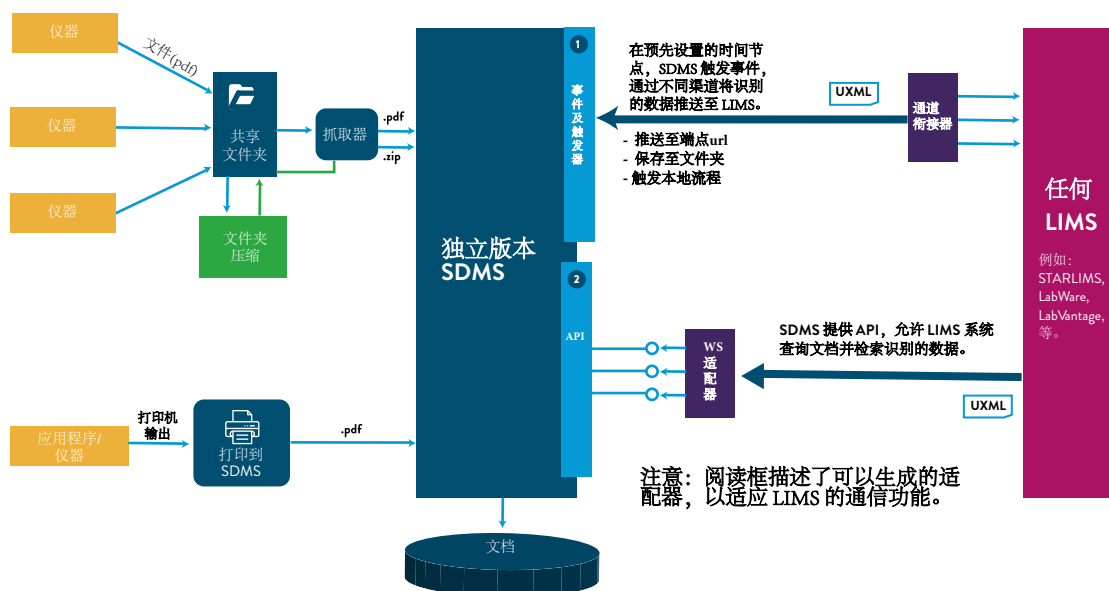 仪器
文件(pdf)
仪器
仪器
共享
文件夹
抓取器
.pdf
.zip
文件夹
压缩
独立版本
SDMS
1
事件及触发器
在预先设置的时间节
点，SDMS 触发事件，
通过不同渠道将识别
的数据推送至 LIMS。
- 推送至端点url
- 保存至文件夹
- 触发本地流程
UXML
通道
衔接器
任何
LIMS
例如：
STARLIMS,
LabWare,
LabVantage,
等。
2
API
WS
适
配
器
SDMS 提供 API，允许 LIMS 系统
查询文档并检索识别的数据。
UXML
应用程序/
仪器
打印机
输出
打印到
SDMS
.pdf
注意：阅读框描述了可以生成的适
配器，以适应 LIMS 的通信功能。
文档